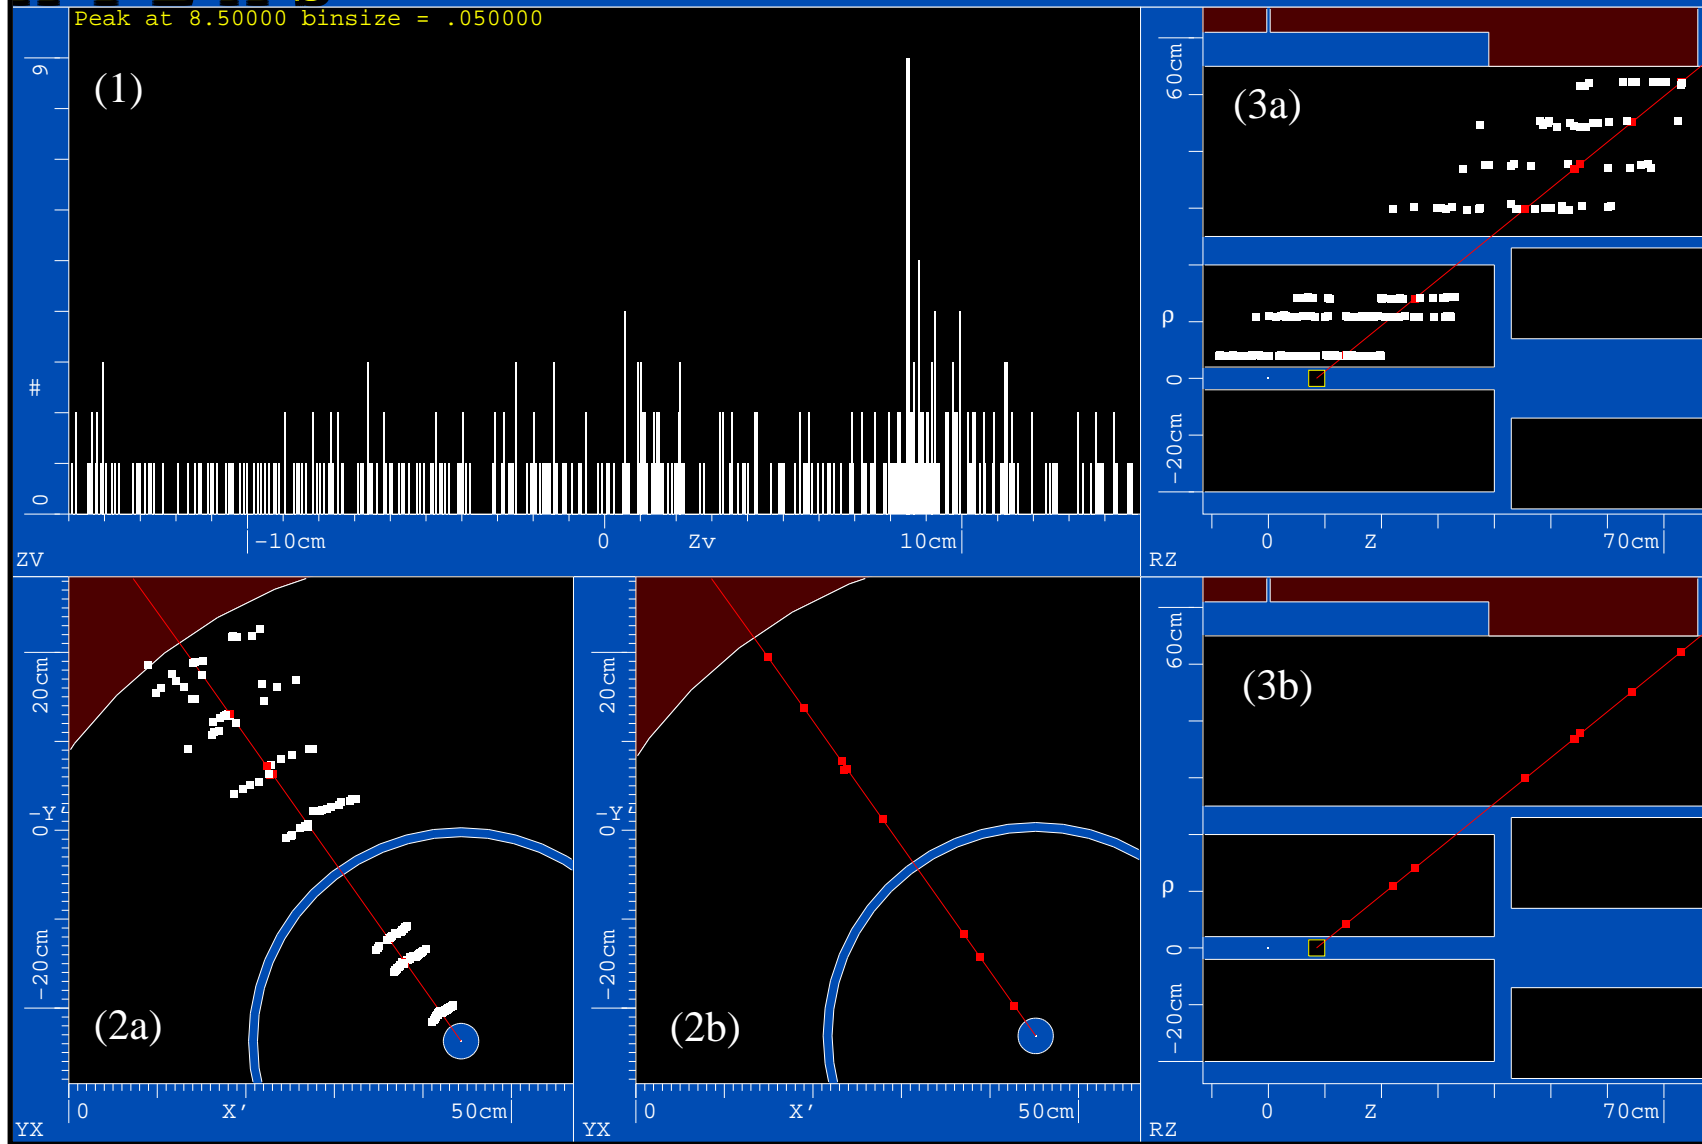 Peak at 8.50000 binsize = .050000
(1)
9
#
0
-10cm
0
Zv
10cm
ZV
(3a)
60cm
ρ
0
-20cm
0
Z
70cm
RZ
(2a)
20cm
-Y'
0
-20cm
0
X'
50cm
YX
(2b)
20cm
-Y'
0
-20cm
0
X'
50cm
YX
(3b)
60cm
ρ
0
-20cm
0
Z
70cm
RZ